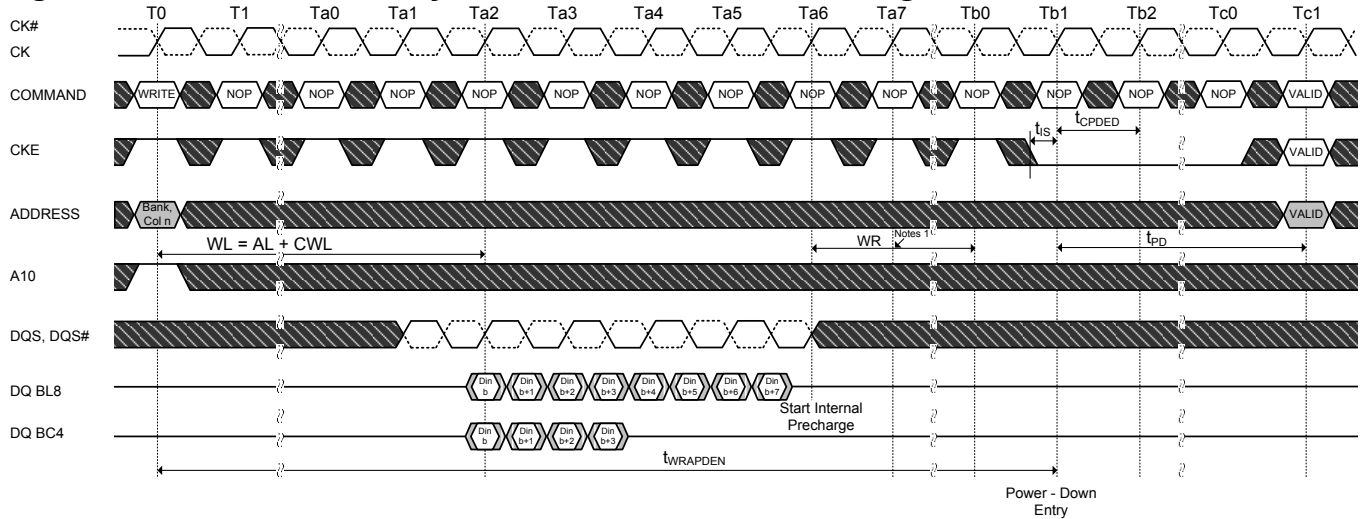 T0 T1 Ta0 Ta1 Ta2 Ta3 Ta4 Ta5 Ta6 Ta7 Tb0 Tb1 Tb2 Tc0 Tc1
CK#
CK
COMMAND WRITE NOP NOP NOP NOP NOP NOP NOP NOP NOP NOP NOP NOP NOP VALID
tIS tCPDED
CKE VALID
ADDRESS Bank, VALID
Col n
WL = AL + CWL WR Notes 1 tPD
A10
DQS, DQS#
DQ BL8 Din b Din b+1 Din b+2 Din b+3 Din b+4 Din b+5 Din b+6 Din b+7
Start Internal
Precharge
DQ BC4 Din b Din b+1 Din b+2 Din b+3
tWRAPDEN
Power - Down
Entry